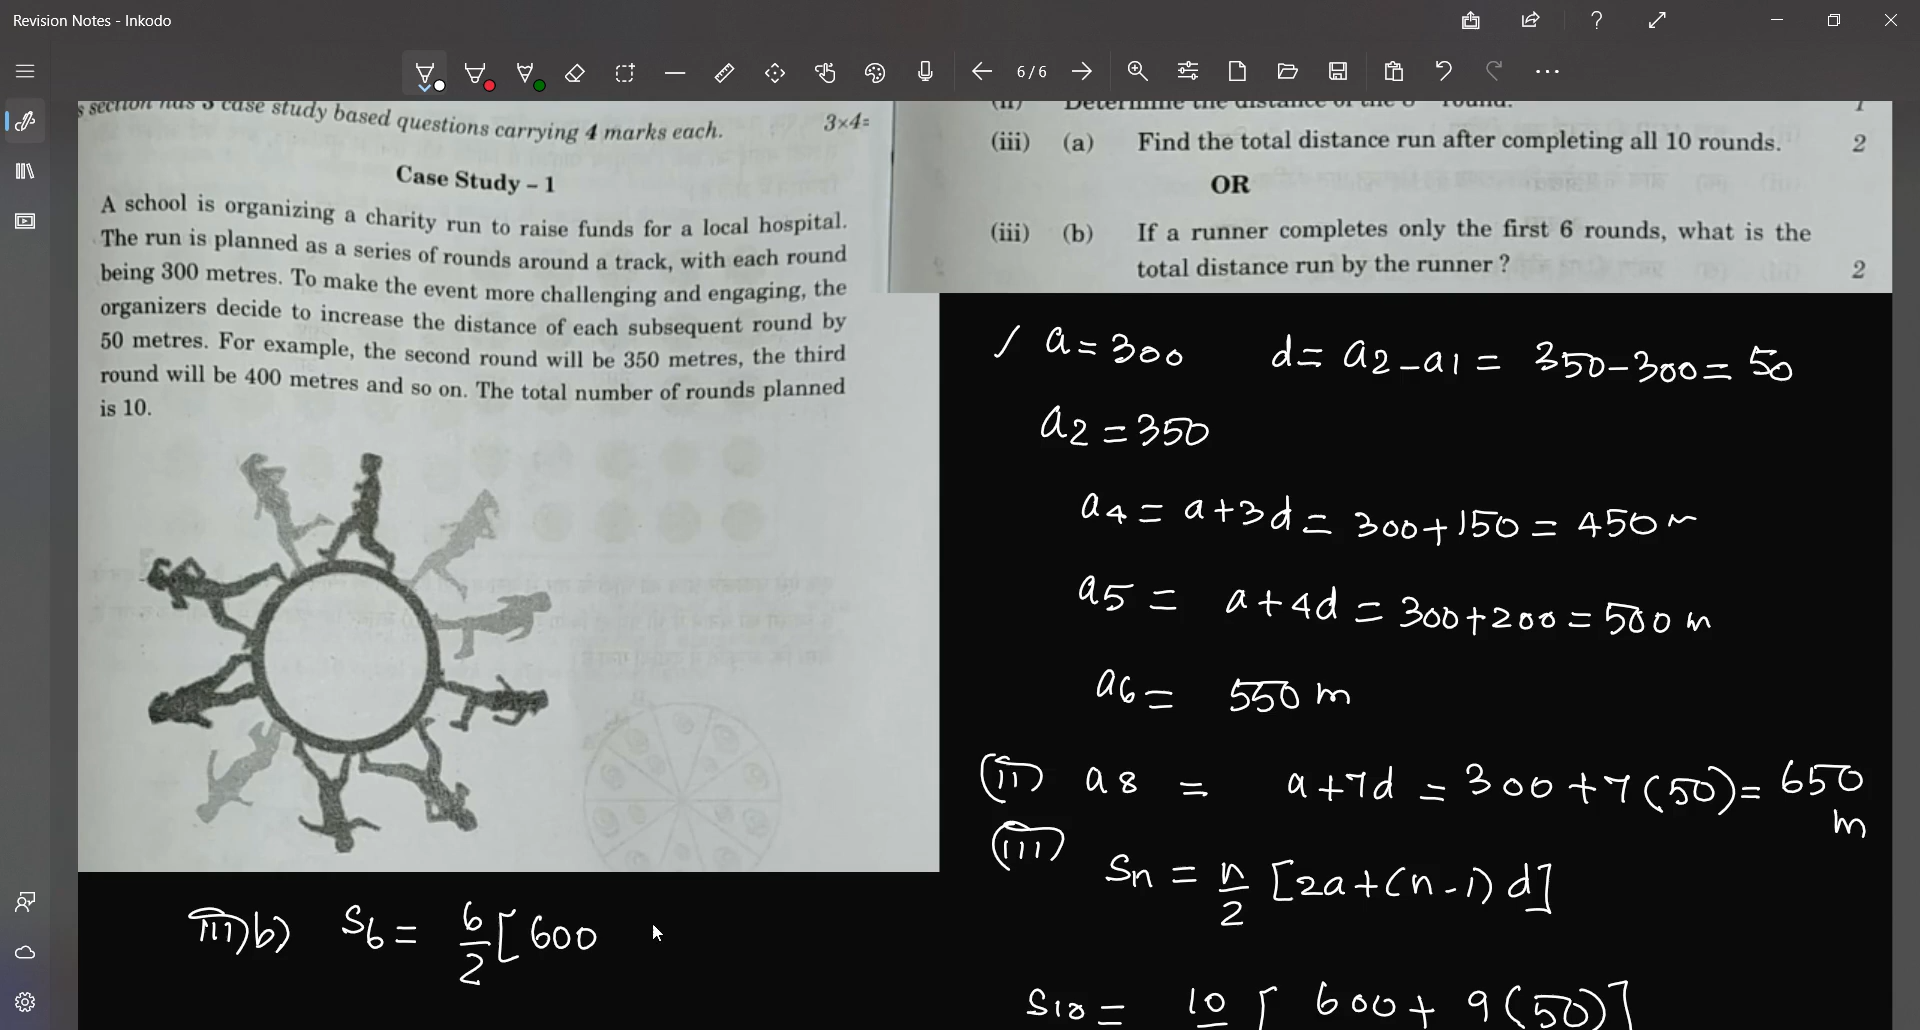 Revision Notes - Inkodo
6/6
s section has 3 case study based questions carrying 4 marks each.
3×4=
Case Study – 1
A school is organizing a charity run to raise funds for a local hospital.
The run is planned as a series of rounds around a track, with each round
being 300 metres. To make the event more challenging and engaging, the
organizers decide to increase the distance of each subsequent round by
50 metres. For example, the second round will be 350 metres, the third
round will be 400 metres and so on. The total number of rounds planned
is 10.
(ii) Determine the distance of the 8 round. 1
(iii) (a) Find the total distance run after completing all 10 rounds. 2
OR
(iii) (b) If a runner completes only the first 6 rounds, what is the
total distance run by the runner ? 2
a = 300 d = a2 - a1 = 350 - 300 = 50
a2 = 350
a4 = a + 3d = 300 + 150 = 450 m
a5 = a + 4d = 300 + 200 = 500 m
a6 = 550 m
(ii) a8 = a + 7d = 300 + 7(50) = 650
m
(iii)
Sn = n/2 [2a + (n - 1) d]
iii) b) S6 = 6/2 [600
S10 = 10 [600 + 9(50)]